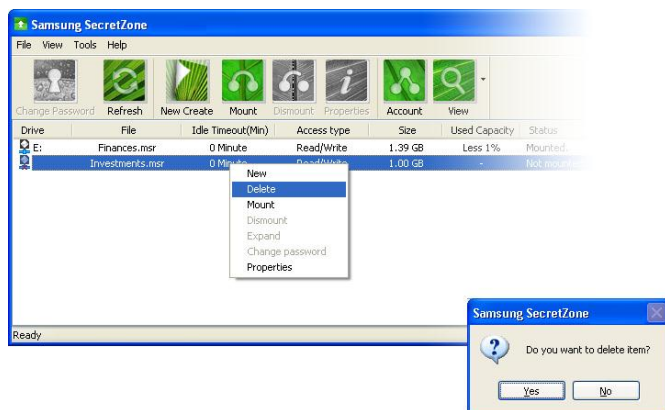 Samsung SecretZone
File View Tools Help
Change Password Refresh New Create Mount Dismount Properties Account View
Drive File Idle Timeout(Min) Access type Size Used Capacity Status
E: Finances.msr 0 Minute Read/Write 1.39 GB Less 1% Mounted.
Investments.msr 0 Minute Read/Write 1.00 GB - Not mounted
New
Delete
Mount
Dismount
Expand
Change password
Properties
Ready
Samsung SecretZone
Do you want to delete item?
Yes No